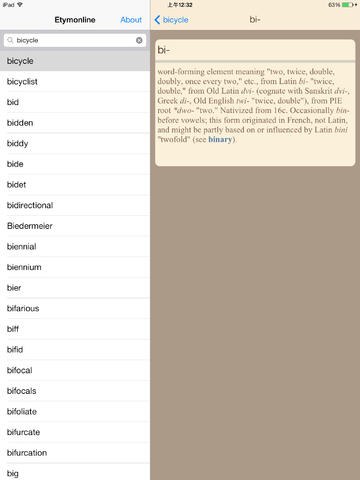 iPad 上午12:32 63%
Etymonline About
bicycle bi-
bicycle
bicycle
bicyclist
bid
bidden
biddy
bide
bidet
bidirectional
Biedermeier
biennial
biennium
bier
bifarious
biff
bifid
bifocal
bifocals
bifoliate
bifurcate
bifurcation
big
bi-
word-forming element meaning "two, twice, double,
doubly, once every two," etc., from Latin bi- "twice,
double," from Old Latin dvi- (cognate with Sanskrit dvi-,
Greek di-, Old English twi- "twice, double"), from PIE
root *dwo- "two." Nativized from 16c. Occasionally bin-
before vowels; this form originated in French, not Latin,
and might be partly based on or influenced by Latin bini
"twofold" (see binary).